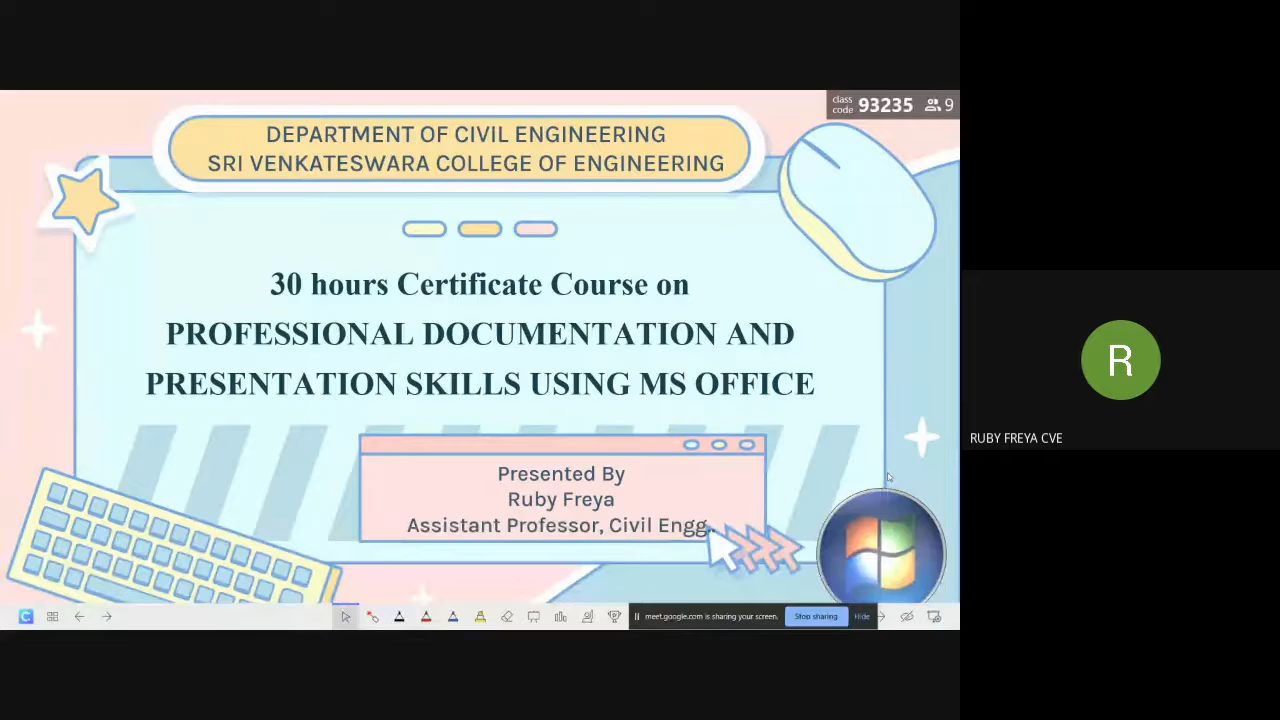 class
code 93235 9
DEPARTMENT OF CIVIL ENGINEERING
SRI VENKATESWARA COLLEGE OF ENGINEERING
30 hours Certificate Course on
PROFESSIONAL DOCUMENTATION AND
PRESENTATION SKILLS USING MS OFFICE
Presented By
Ruby Freya
Assistant Professor, Civil Engg..
R
RUBY FREYA CVE
C
meet.google.com is sharing your screen.
Stop sharing
Hide